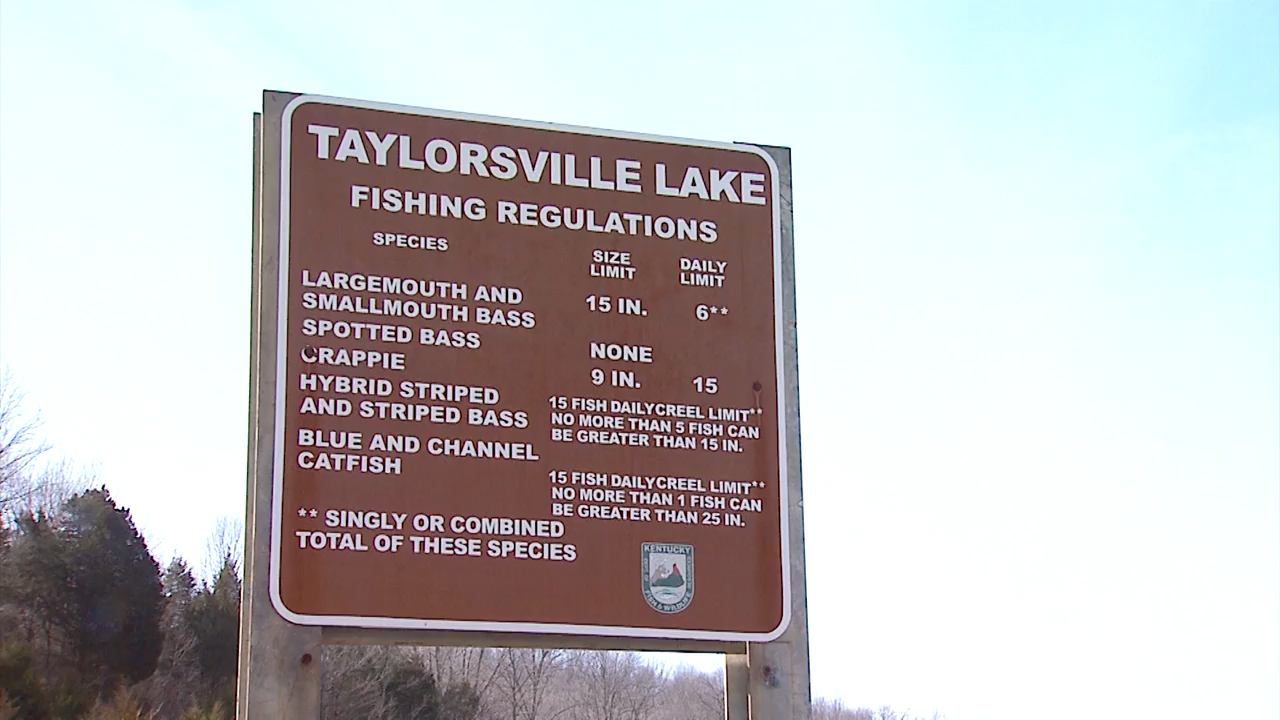 TAYLORSVILLE LAKE
FISHING REGULATIONS
SPECIES SIZE LIMIT DAILY LIMIT
LARGEMOUTH AND
SMALLMOUTH BASS 15 IN. 6**
SPOTTED BASS NONE
CRAPPIE 9 IN. 15
HYBRID STRIPED
AND STRIPED BASS
15 FISH DAILYCREEL LIMIT**
NO MORE THAN 5 FISH CAN
BE GREATER THAN 15 IN.
BLUE AND CHANNEL
CATFISH
15 FISH DAILYCREEL LIMIT**
NO MORE THAN 1 FISH CAN
BE GREATER THAN 25 IN.
** SINGLY OR COMBINED
TOTAL OF THESE SPECIES
KENTUCKY
FISH & WILDLIFE